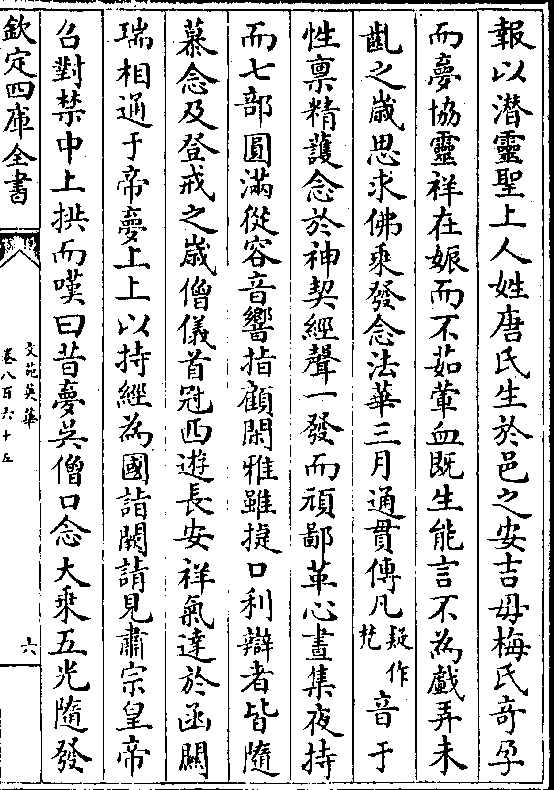 報以潜靈聖上人姓唐氏生於邑之安吉毋梅氏竒孕
而夢協靈祥在娠而不茹葷血既生能言不為戲弄未
齓之嵗思求佛乘發念法華三月通貫傳凡疑作梵音于
性禀精護念於神契經聲一發而頑鄙革心晝集夜持
而七部圓滿從容音響指顧閑雅雖捷口利辯者皆隨
慕念及登戒之嵗僧儀首冠西遊長安祥氣達於函關
瑞相通于帝夢上上以持經為國詣闕請見肅宗皇帝
召對禁中上拱而嘆曰昔夢吳僧口念大乘五光隨發
欽定四庫全書
文苑英華
卷八百六十五
六